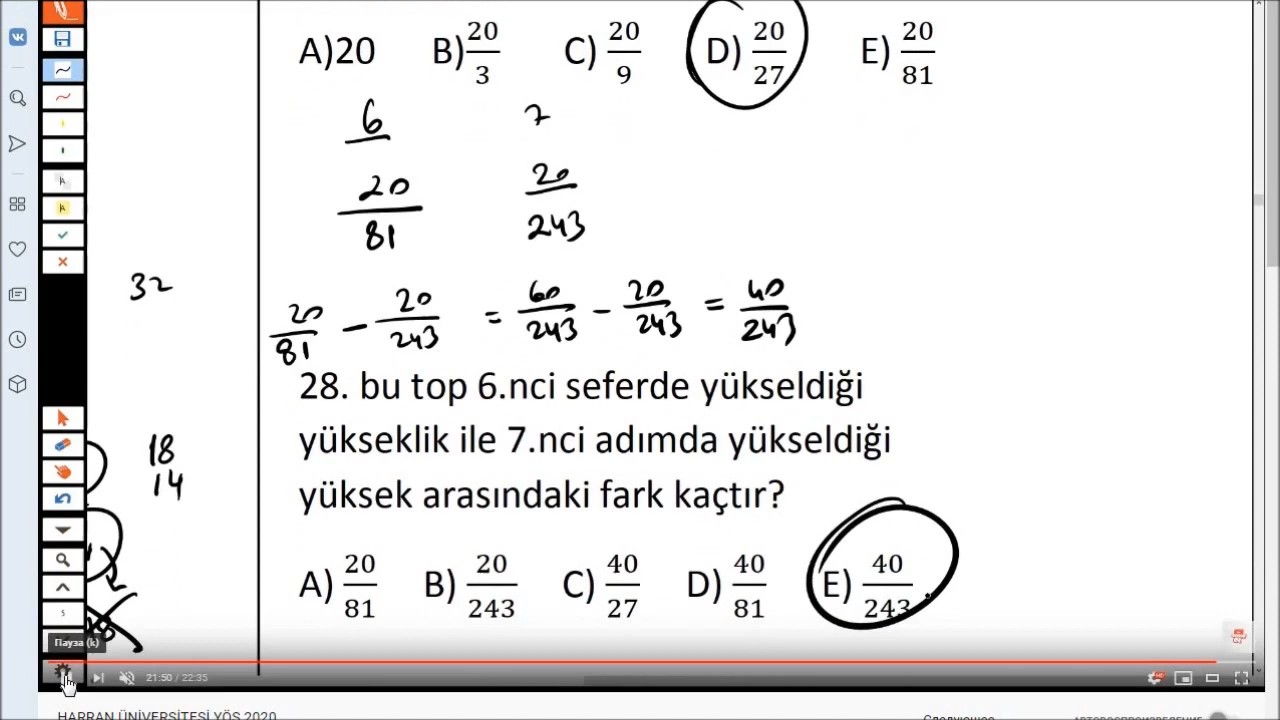 A)20 B)20/3 C) 20/9 D) 20/27 E) 20/81
6 7
20/81 20/243
32
20/81 - 20/243 = 60/243 - 20/243 = 40/243
28. bu top 6.nci seferde yükseldiği
yükseklik ile 7.nci adımda yükseldiği
18
14
yüksek arasındaki fark kaçtır?
A) 20/81 B) 20/243 C) 40/27 D) 40/81 E) 40/243
Пауза (k)
21:50 / 22:35
HARRAN ÜNİVERSİTESİ YÖS 2020
Следующее
АВТОВОСПРОИЗВЕДЕНИЕ